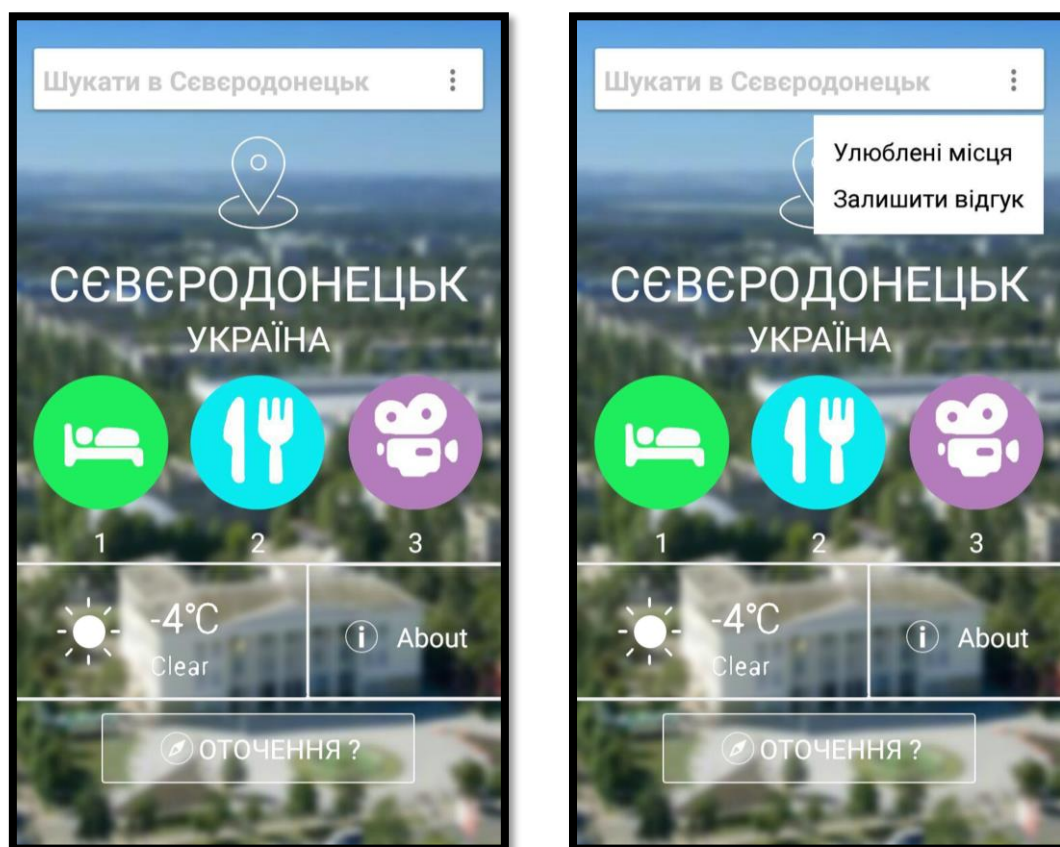 Шукати в Сєвєродонецьк
СЄВЄРОДОНЕЦЬК
УКРАЇНА
1 2 3
-4°C
Clear
i About
ОТОЧЕННЯ ?
Шукати в Сєвєродонецьк
Улюблені місця
Залишити відгук
СЄВЄРОДОНЕЦЬК
УКРАЇНА
1 2 3
-4°C
Clear
i About
ОТОЧЕННЯ ?